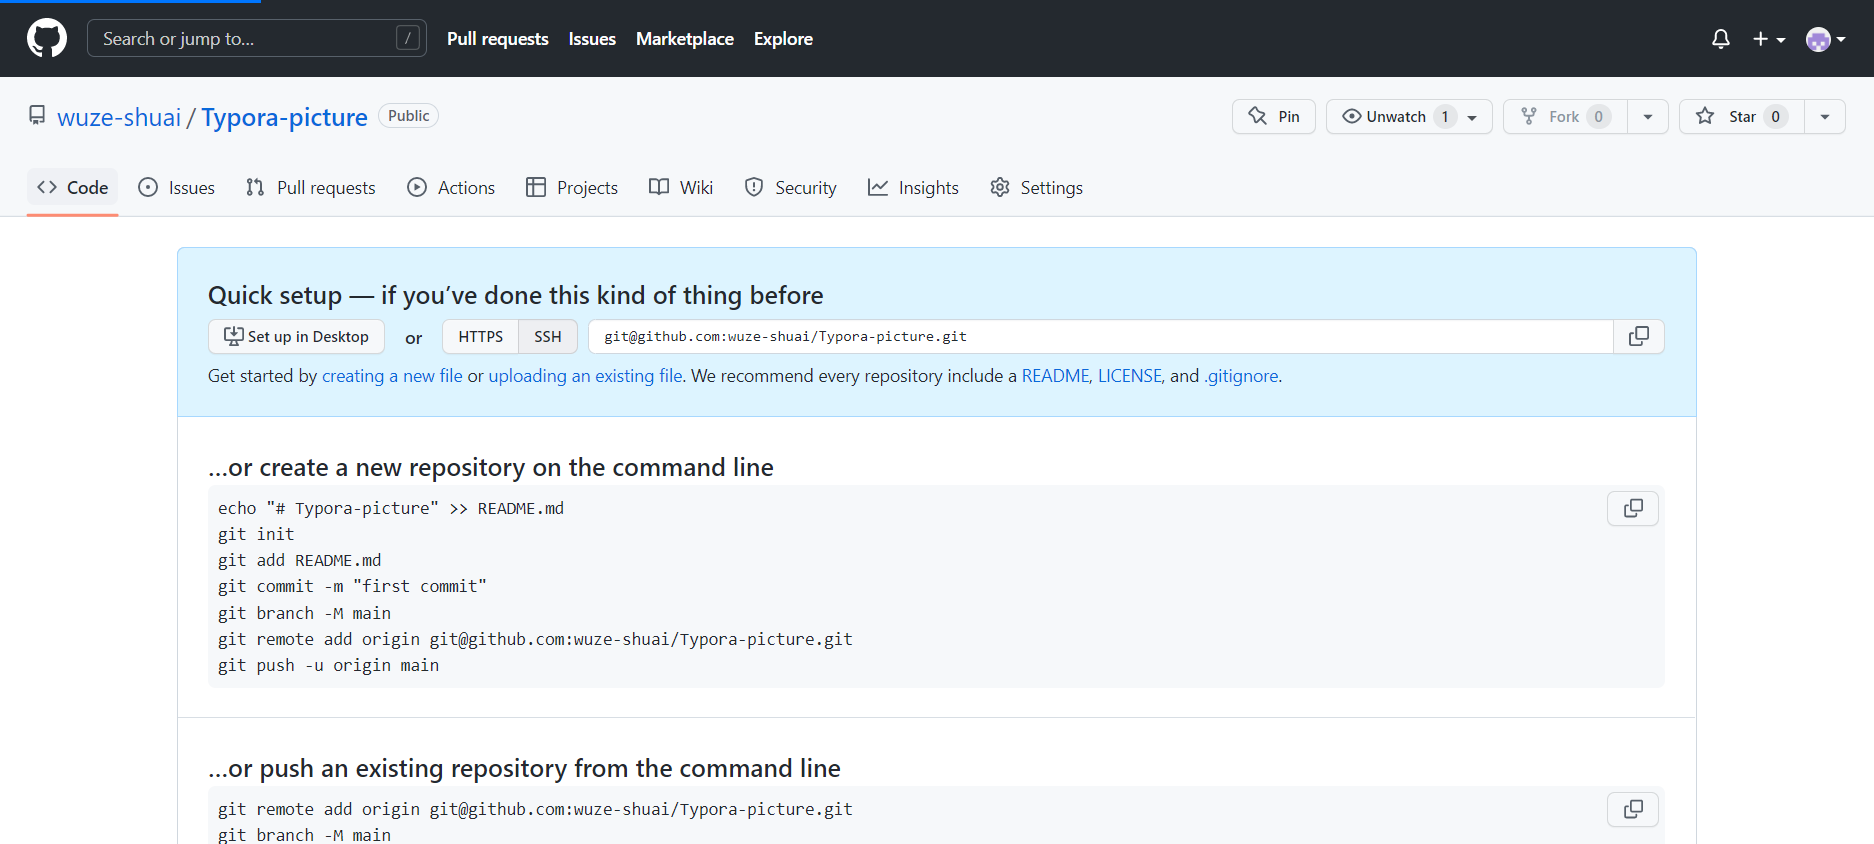 Search or jump to... / Pull requests Issues Marketplace Explore
wuze-shuai / Typora-picture Public Pin Unwatch 1 Fork 0 Star 0
Code Issues Pull requests Actions Projects Wiki Security Insights Settings
Quick setup — if you’ve done this kind of thing before
Set up in Desktop or HTTPS SSH git@github.com:wuze-shuai/Typora-picture.git
Get started by creating a new file or uploading an existing file. We recommend every repository include a README, LICENSE, and .gitignore.
…or create a new repository on the command line
echo "# Typora-picture" >> README.md
git init
git add README.md
git commit -m "first commit"
git branch -M main
git remote add origin git@github.com:wuze-shuai/Typora-picture.git
git push -u origin main
…or push an existing repository from the command line
git remote add origin git@github.com:wuze-shuai/Typora-picture.git
git branch -M main